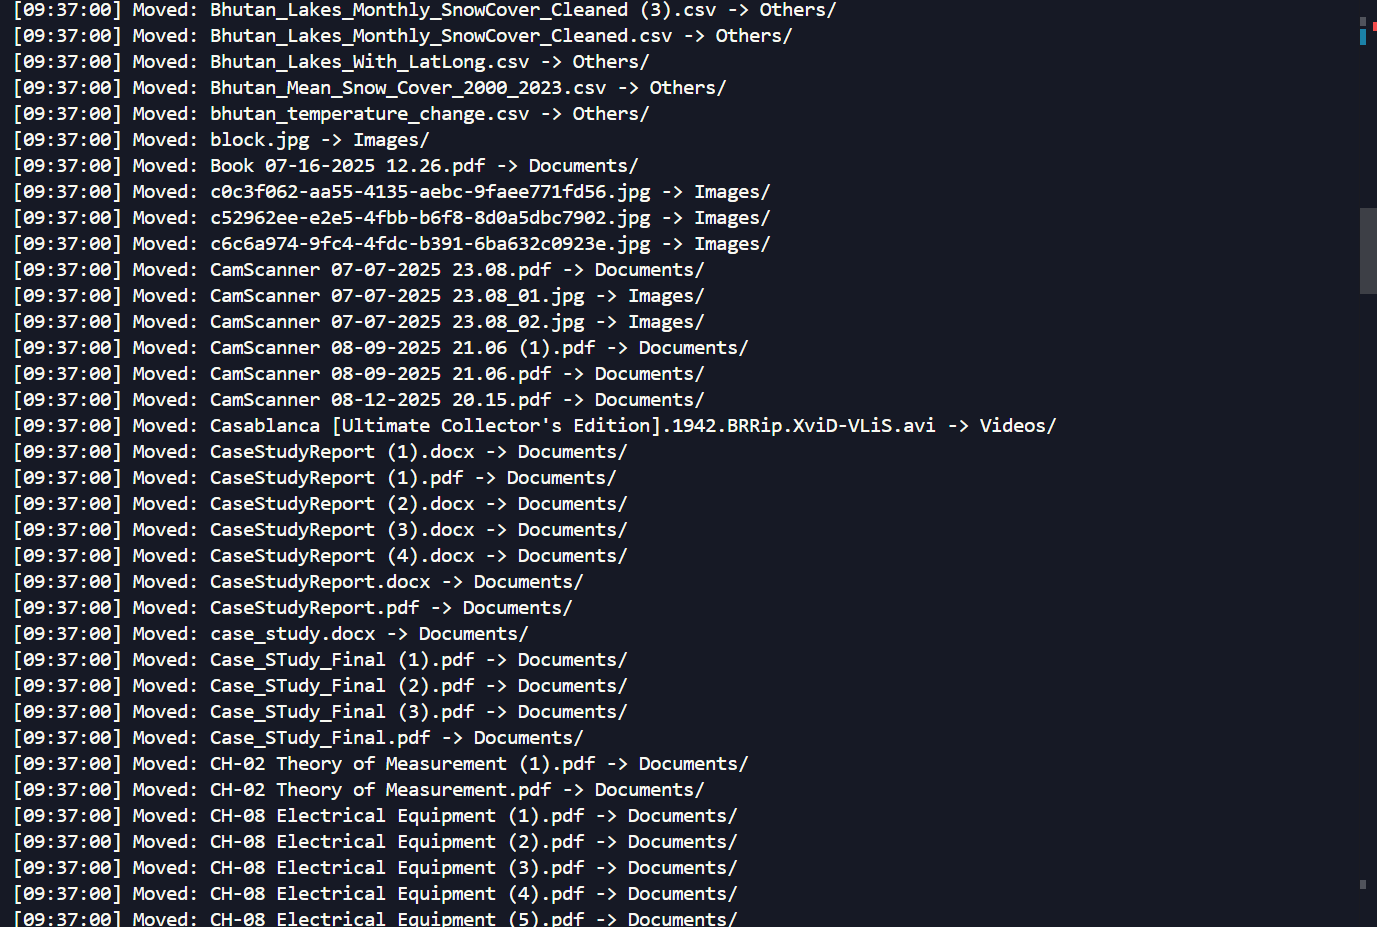 [09:37:00] Moved: Bhutan_Lakes_Monthly_SnowCover_Cleaned (3).csv -> Others/
[09:37:00] Moved: Bhutan_Lakes_Monthly_SnowCover_Cleaned.csv -> Others/
[09:37:00] Moved: Bhutan_Lakes_With_LatLong.csv -> Others/
[09:37:00] Moved: Bhutan_Mean_Snow_Cover_2000_2023.csv -> Others/
[09:37:00] Moved: bhutan_temperature_change.csv -> Others/
[09:37:00] Moved: block.jpg -> Images/
[09:37:00] Moved: Book 07-16-2025 12.26.pdf -> Documents/
[09:37:00] Moved: c0c3f062-aa55-4135-aebc-9faee771fd56.jpg -> Images/
[09:37:00] Moved: c52962ee-e2e5-4fbb-b6f8-8d0a5dbc7902.jpg -> Images/
[09:37:00] Moved: c6c6a974-9fc4-4fdc-b391-6ba632c0923e.jpg -> Images/
[09:37:00] Moved: CamScanner 07-07-2025 23.08.pdf -> Documents/
[09:37:00] Moved: CamScanner 07-07-2025 23.08_01.jpg -> Images/
[09:37:00] Moved: CamScanner 07-07-2025 23.08_02.jpg -> Images/
[09:37:00] Moved: CamScanner 08-09-2025 21.06 (1).pdf -> Documents/
[09:37:00] Moved: CamScanner 08-09-2025 21.06.pdf -> Documents/
[09:37:00] Moved: CamScanner 08-12-2025 20.15.pdf -> Documents/
[09:37:00] Moved: Casablanca [Ultimate Collector's Edition].1942.BRRip.XviD-VLiS.avi -> Videos/
[09:37:00] Moved: CaseStudyReport (1).docx -> Documents/
[09:37:00] Moved: CaseStudyReport (1).pdf -> Documents/
[09:37:00] Moved: CaseStudyReport (2).docx -> Documents/
[09:37:00] Moved: CaseStudyReport (3).docx -> Documents/
[09:37:00] Moved: CaseStudyReport (4).docx -> Documents/
[09:37:00] Moved: CaseStudyReport.docx -> Documents/
[09:37:00] Moved: CaseStudyReport.pdf -> Documents/
[09:37:00] Moved: case_study.docx -> Documents/
[09:37:00] Moved: Case_STudy_Final (1).pdf -> Documents/
[09:37:00] Moved: Case_STudy_Final (2).pdf -> Documents/
[09:37:00] Moved: Case_STudy_Final (3).pdf -> Documents/
[09:37:00] Moved: Case_STudy_Final.pdf -> Documents/
[09:37:00] Moved: CH-02 Theory of Measurement (1).pdf -> Documents/
[09:37:00] Moved: CH-02 Theory of Measurement.pdf -> Documents/
[09:37:00] Moved: CH-08 Electrical Equipment (1).pdf -> Documents/
[09:37:00] Moved: CH-08 Electrical Equipment (2).pdf -> Documents/
[09:37:00] Moved: CH-08 Electrical Equipment (3).pdf -> Documents/
[09:37:00] Moved: CH-08 Electrical Equipment (4).pdf -> Documents/
[09:37:00] Moved: CH-08 Electrical Equipment (5).pdf -> Documents/